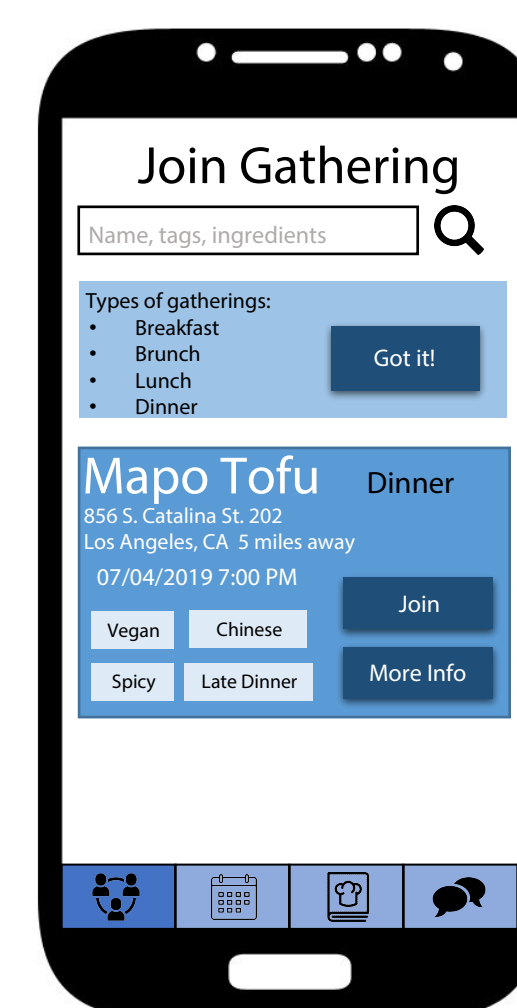 Join Gathering
Name, tags, ingredients
Types of gatherings:
• Breakfast
• Brunch
• Lunch
• Dinner
Got it!
Mapo Tofu
Dinner
856 S. Catalina St. 202
Los Angeles, CA 5 miles away
07/04/2019 7:00 PM
Join
Vegan
Chinese
More Info
Spicy
Late Dinner